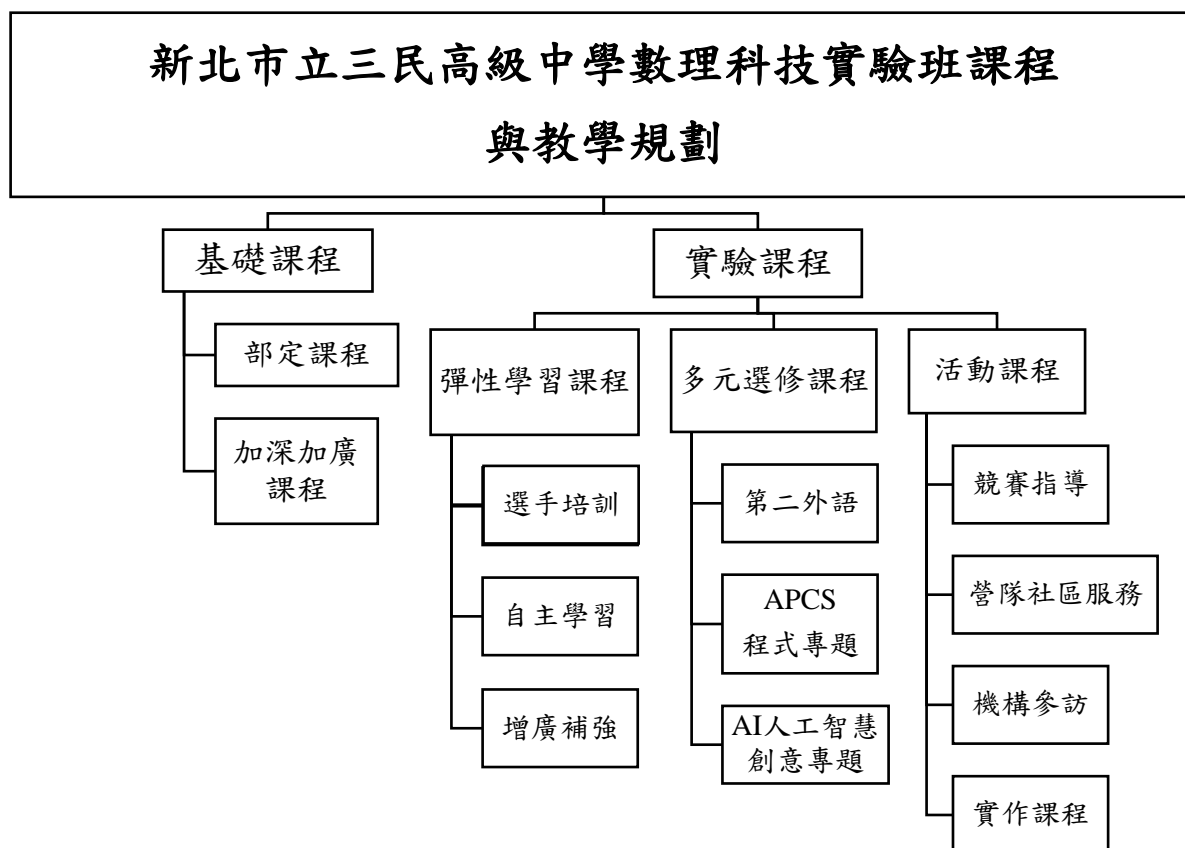 新北市立三民高級中學數理科技實驗班課程
與教學規劃
基礎課程
實驗課程
部定課程
加深加廣
課程
彈性學習課程
多元選修課程
活動課程
選手培訓
自主學習
增廣補強
第二外語
APCS
程式專題
AI人工智慧
創意專題
競賽指導
營隊社區服務
機構參訪
實作課程